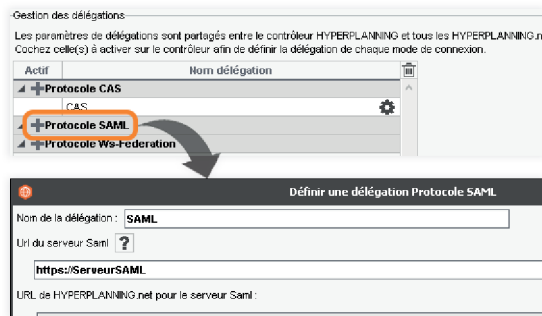 Gestion des délégations
Les paramètres de délégations sont partagés entre le contrôleur HYPERPLANNING et tous les HYPERPLANNING.n
Cochez celle(s) à activer sur le contrôleur afin de définir la délégation de chaque mode de connexion.
Actif Nom délégation
Protocole CAS
CAS
Protocole SAML
Protocole Ws-Federation
Définir une délégation Protocole SAML
Nom de la délégation : SAML
Url du serveur Saml ?
https://ServeurSAML
URL de HYPERPLANNING.net pour le serveur Saml :